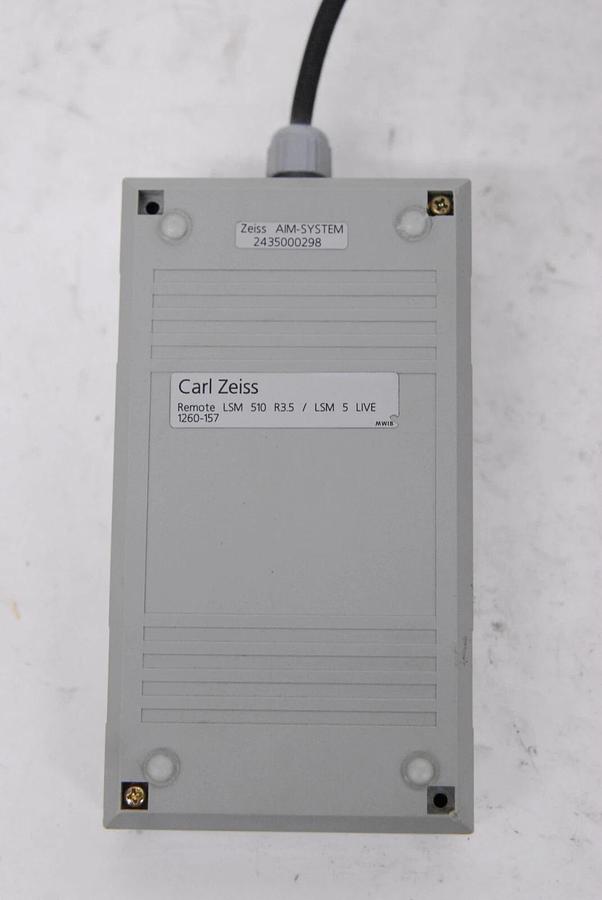 Zeiss AIM-SYSTEM
2435000298
Carl Zeiss
Remote LSM 510 R3.5 / LSM 5 LIVE
1260-157
MWIB